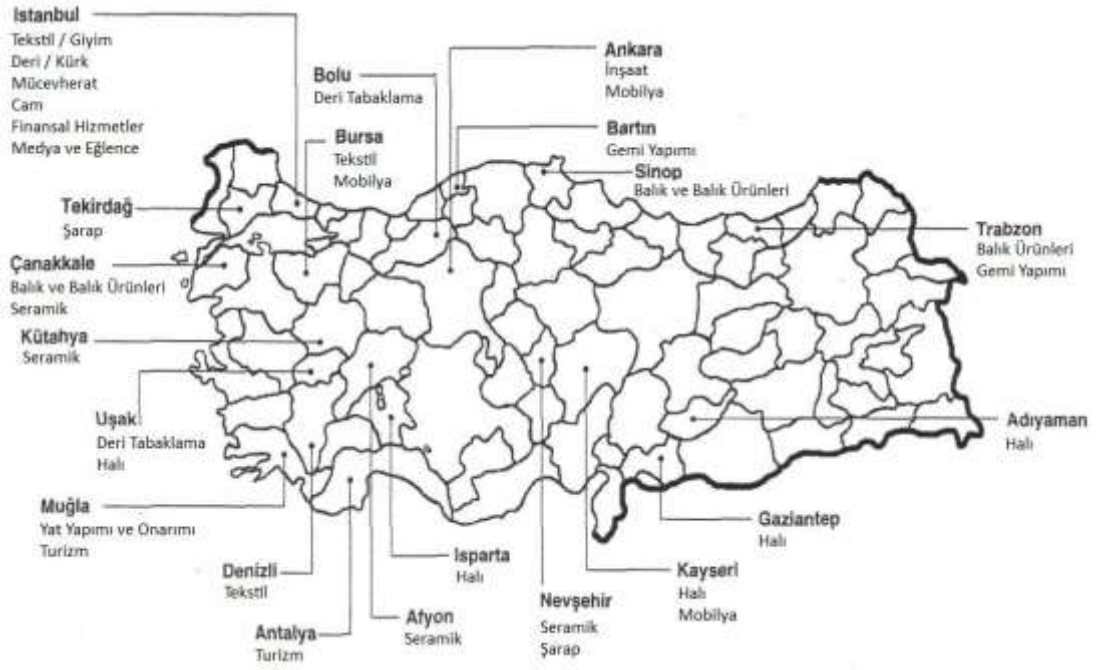 Istanbul
Tekstil / Giyim
Deri / Kürk
Mücevherat
Cam
Finansal Hizmetler
Medya ve Eğlence
Bolu
Deri Tabaklama
Bursa
Tekstil
Mobilya
Ankara
İnşaat
Mobilya
Bartın
Gemi Yapımı
Sinop
Balık ve Balık Ürünleri
Trabzon
Balık Ürünleri
Gemi Yapımı
Tekirdağ
Şarap
Çanakkale
Balık ve Balık Ürünleri
Seramik
Kütahya
Seramik
Uşak
Deri Tabaklama
Halı
Muğla
Yat Yapımı ve Onarımı
Turizm
Denizli
Tekstil
Antalya
Turizm
Afyon
Seramik
Isparta
Halı
Nevşehir
Seramik
Şarap
Kayseri
Halı
Mobilya
Gaziantep
Halı
Adıyaman
Halı